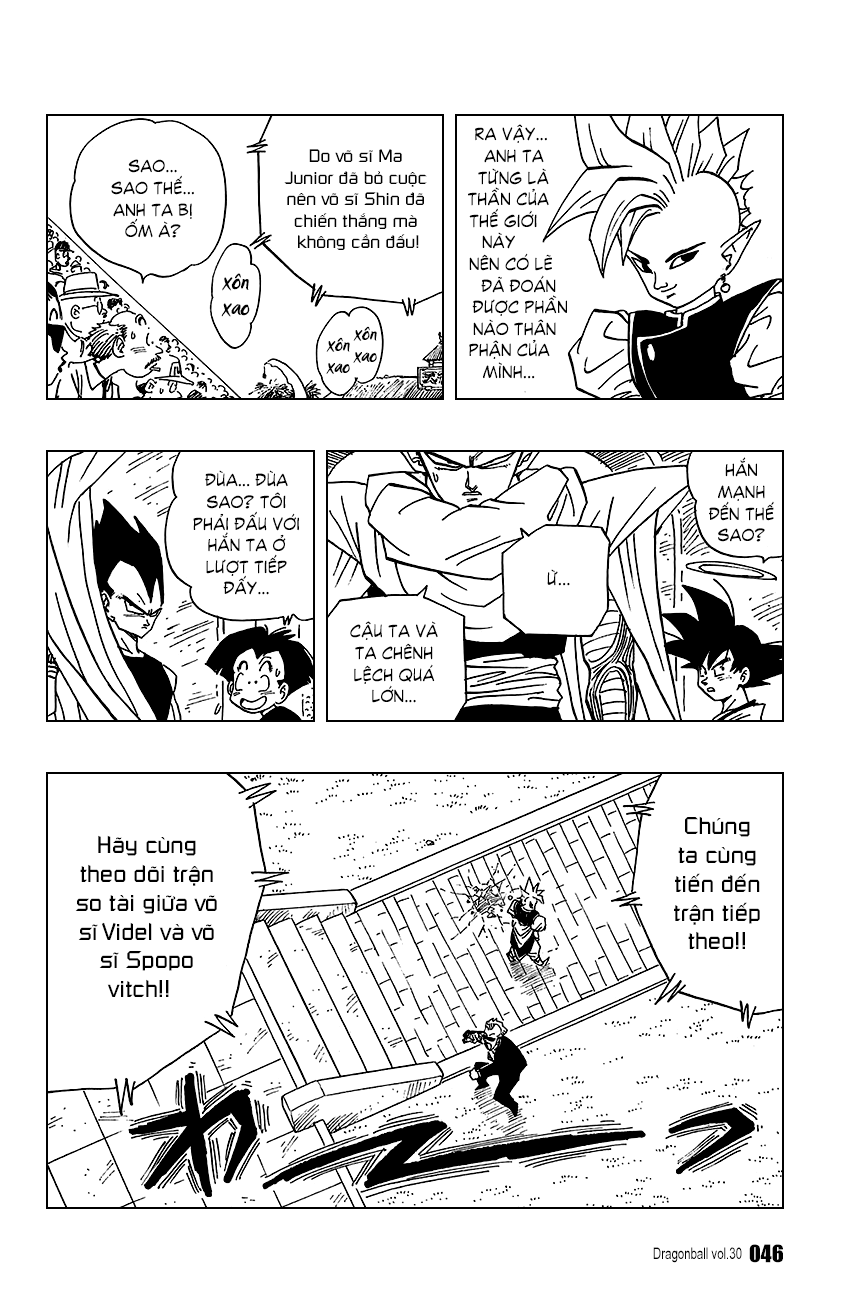 RA VẬY...
ANH TA
TỪNG LÀ
THẦN CỦA
THẾ GIỚI
NÀY
NÊN CÓ LẼ
ĐÃ ĐOÁN
ĐƯỢC PHẦN
NÀO THÂN
PHẬN CỦA
MÌNH...
Do võ sĩ Ma
Junior đã bỏ cuộc
nên võ sĩ Shin đã
chiến thắng mà
không cần đấu!
SAO...
SAO THẾ...
ANH TA BỊ
ỐM À?
Xôn
xao
Xôn
xao
Xôn
xao
HẮN
MẠNH
ĐẾN THẾ
SAO?
Ừ...
CẬU TA VÀ
TA CHÊNH
LỆCH QUÁ
LỚN...
ĐÙA... ĐÙA
SAO? TÔI
PHẢI ĐẤU VỚI
HẮN TA Ở
LƯỢT TIẾP
ĐẤY...
Chúng
ta cùng
tiến đến
trận tiếp
theo!!
Hãy cùng
theo dõi trận
so tài giữa võ
sĩ Videl và võ
sĩ Spopo
vitch!!
わーっ
Dragonball vol.30 046